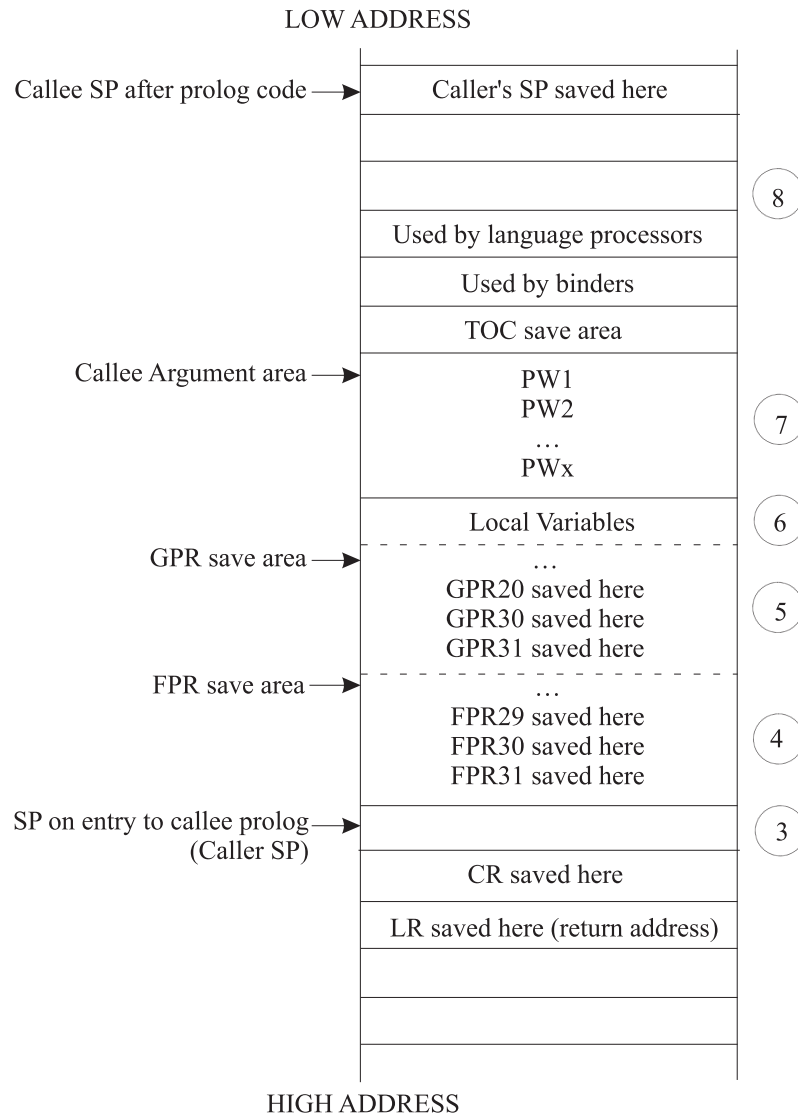 LOW ADDRESS
Callee SP after prolog code
Caller's SP saved here
8
Used by language processors
Used by binders
TOC save area
Callee Argument area
PW1
PW2
...
PWx
7
Local Variables
6
GPR save area
...
GPR20 saved here
GPR30 saved here
GPR31 saved here
5
FPR save area
...
FPR29 saved here
FPR30 saved here
FPR31 saved here
4
SP on entry to callee prolog
(Caller SP)
3
CR saved here
LR saved here (return address)
HIGH ADDRESS